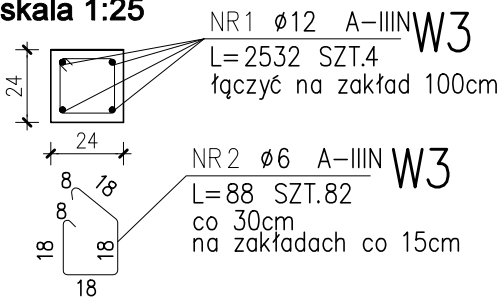 skala 1:25
NR1 ø12 A-IIIN W3
L=2532 SZT.4
łączyć na zakład 100cm
24
24
NR2 ø6 A-IIIN W3
L=88 SZT.82
co 30cm
na zakładach co 15cm
8 18
8
18 18
18